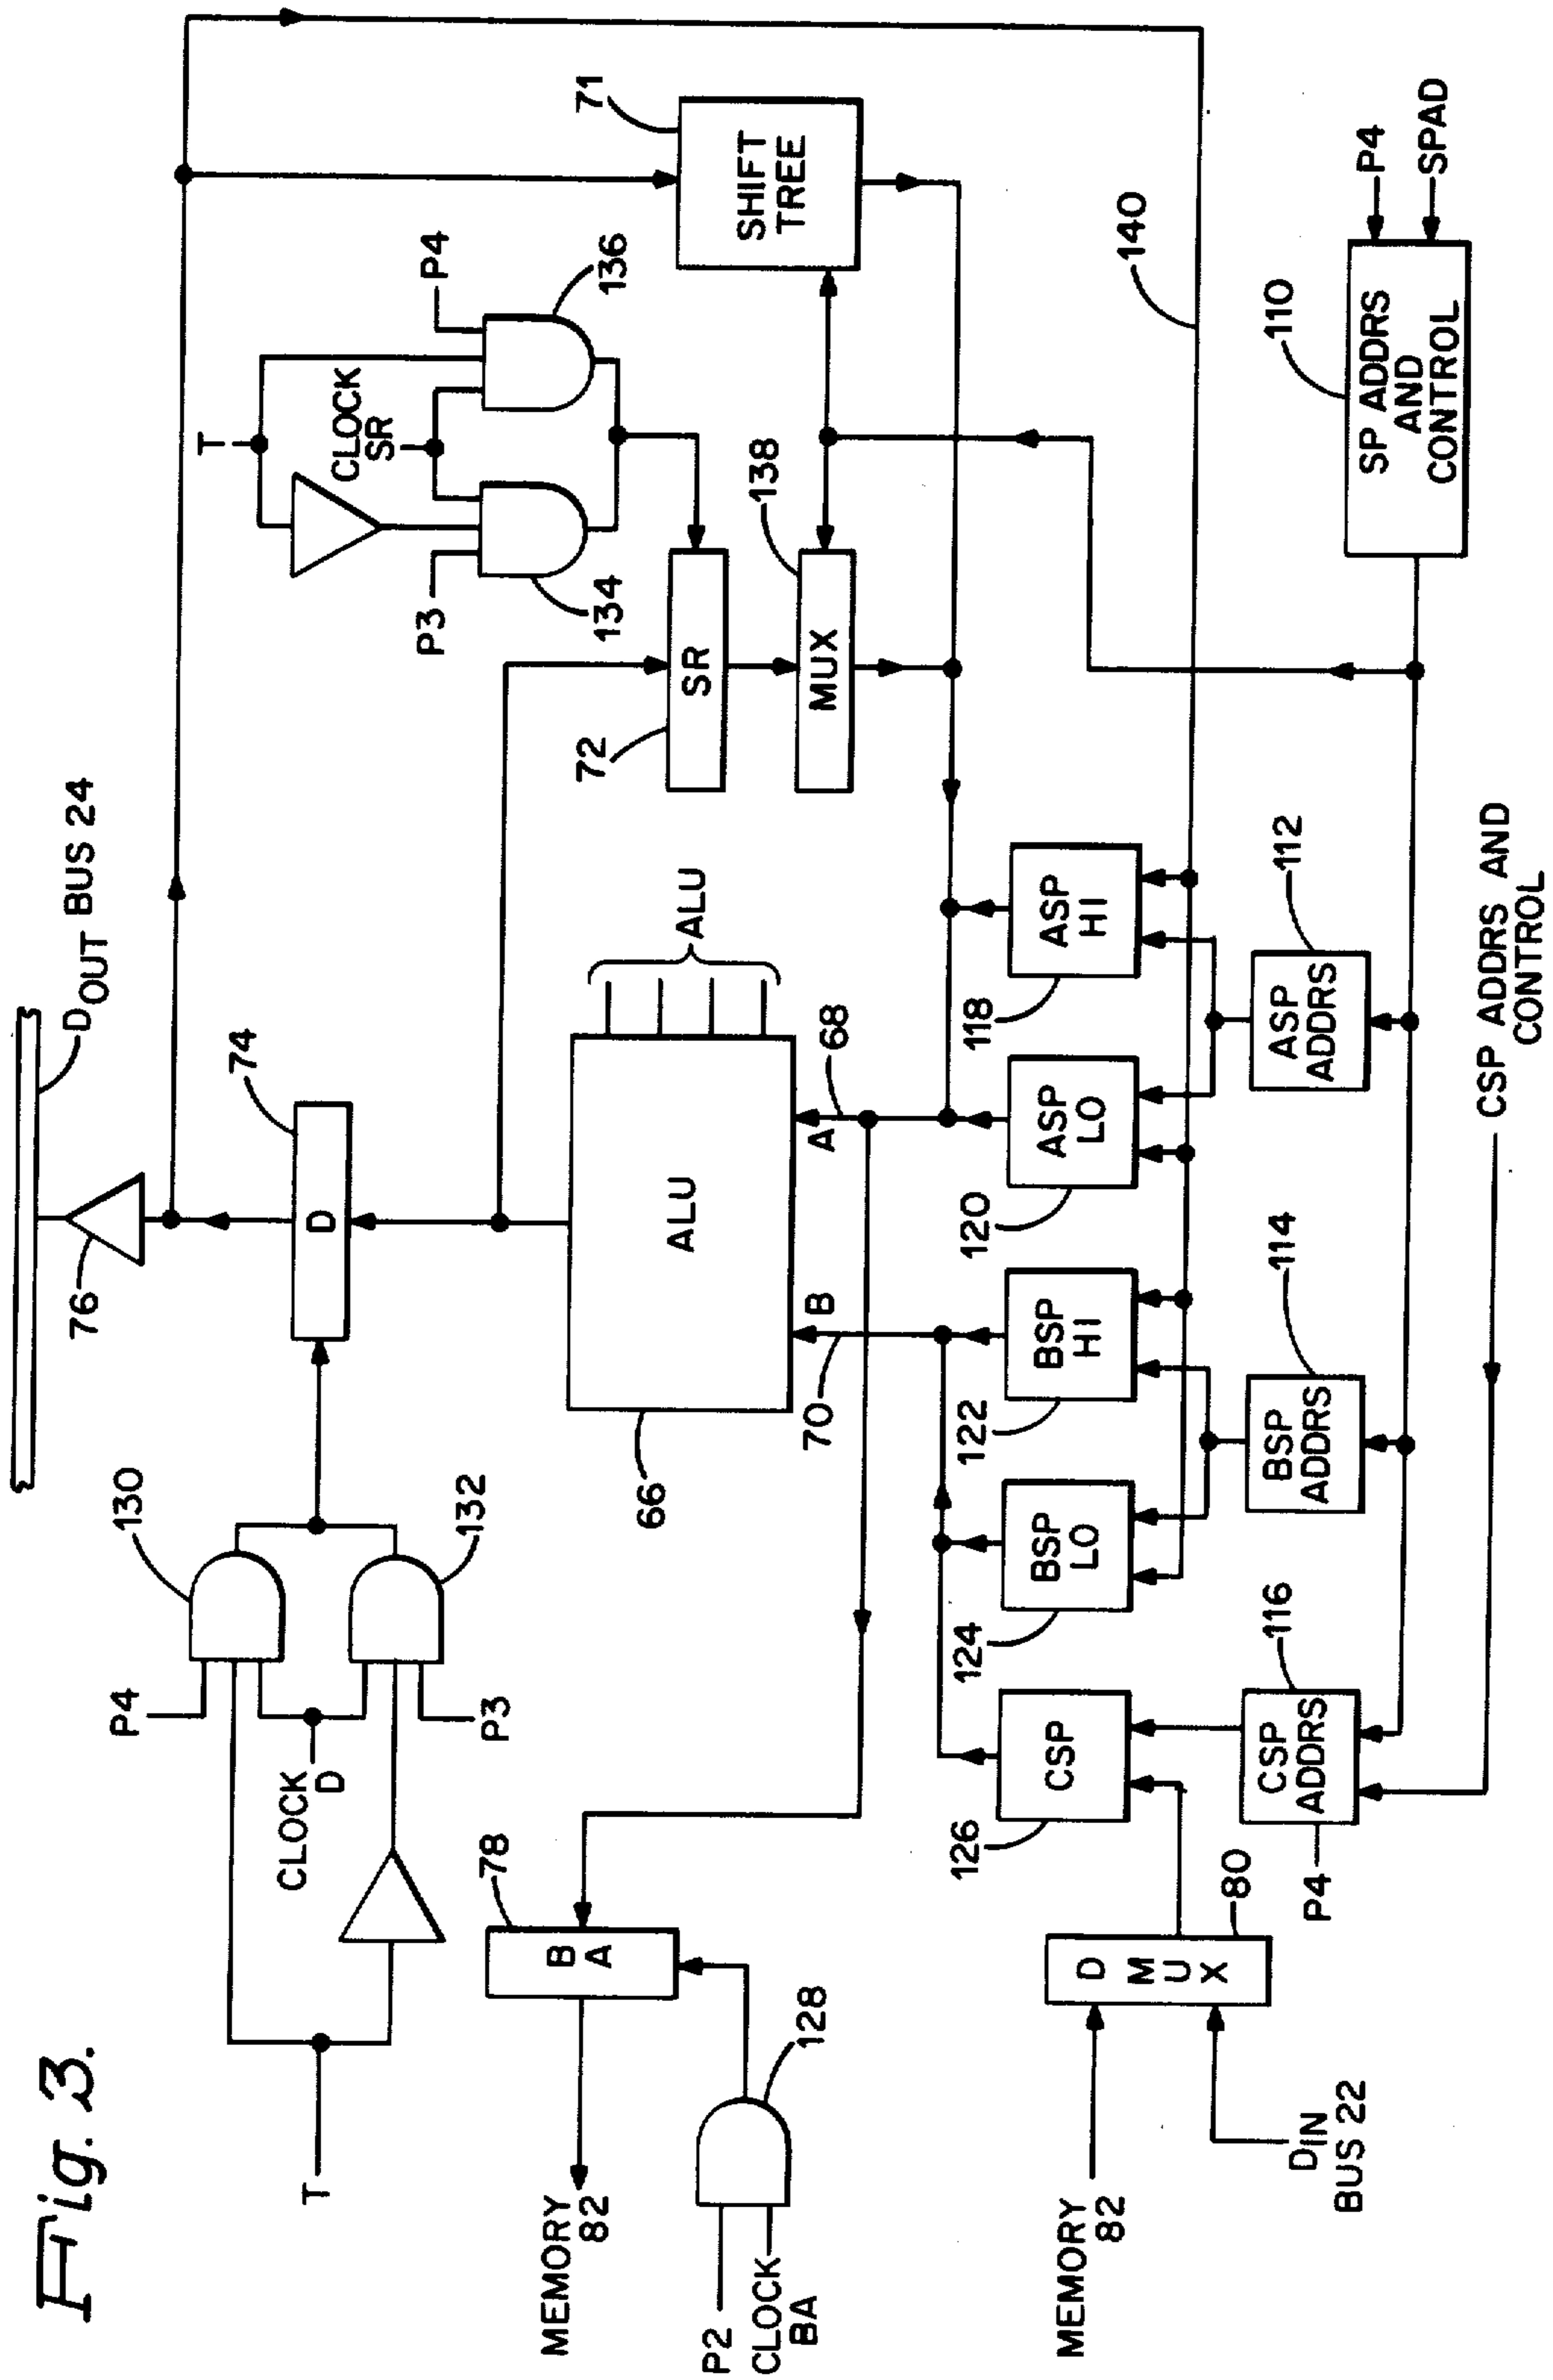 Fig. 3.
DOUT BUS 24
76
74
D
130
132
P4
CLOCK
D
P3
T
T
CLOCK
SR
P4
136
P3
134
71
SHIFT
TREE
72
SR
138
MUX
ALU
ALU
66
A
68
B
70
78
B
A
MEMORY
82
128
P2
CLOCK
BA
140
CSP
126
BSP
LO
124
BSP
HI
122
ASP
LO
120
ASP
HI
118
CSP
ADDRS
116
BSP
ADDRS
114
ASP
ADDRS
112
110
SP ADDRS
AND
CONTROL
P4
SPAD
P4
D
M
U
X
80
MEMORY
82
DIN
BUS 22
CSP ADDRS AND
CONTROL